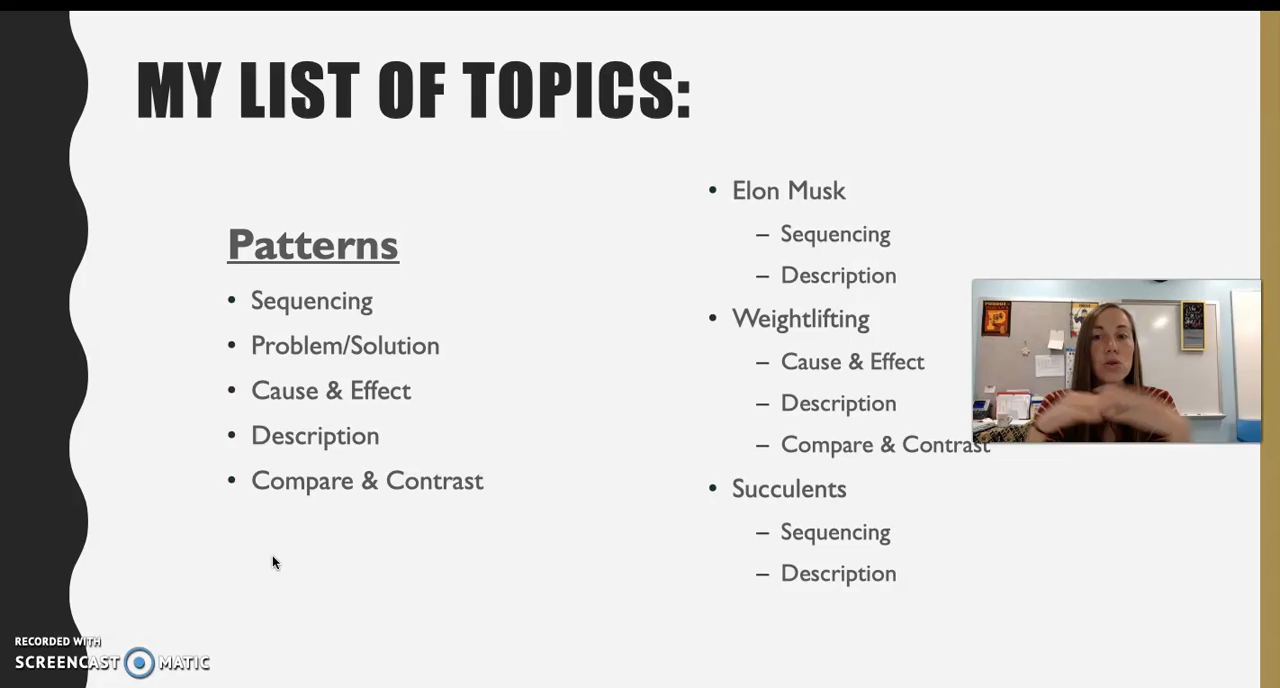 MY LIST OF TOPICS:
Patterns
• Sequencing
• Problem/Solution
• Cause & Effect
• Description
• Compare & Contrast
• Elon Musk
– Sequencing
– Description
• Weightlifting
– Cause & Effect
– Description
– Compare & Contrast
• Succulents
– Sequencing
– Description
RECORDED WITH
SCREENCAST MATIC